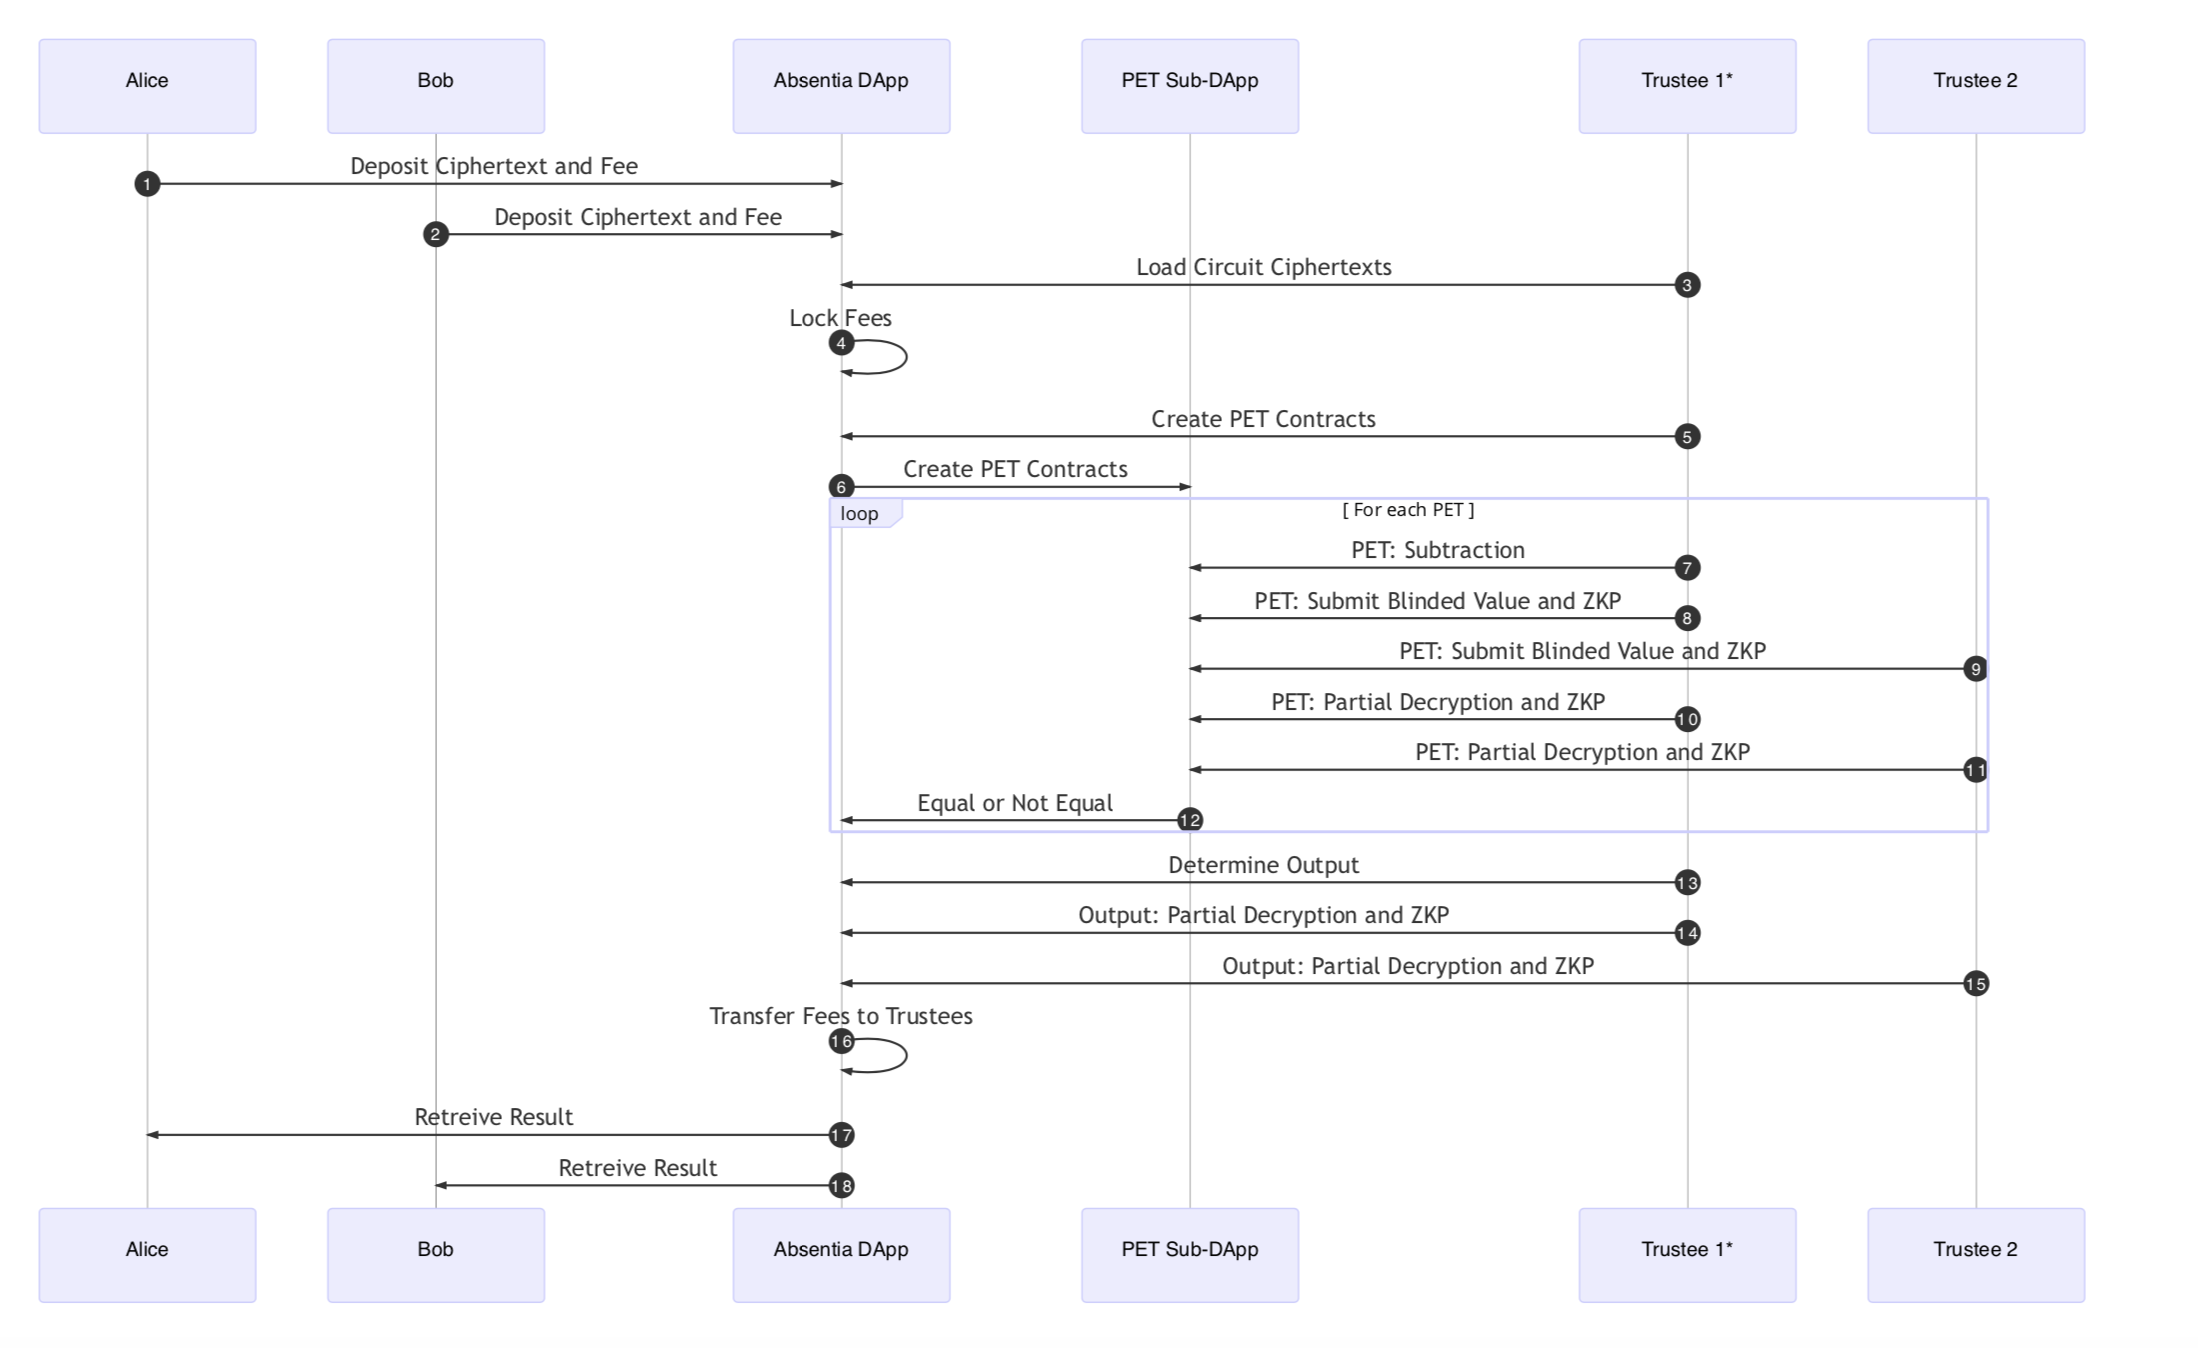 Alice
Bob
Absentia DApp
PET Sub-DApp
Trustee 1*
Trustee 2
Deposit Ciphertext and Fee
1
Deposit Ciphertext and Fee
2
Load Circuit Ciphertexts
3
Lock Fees
4
Create PET Contracts
5
Create PET Contracts
6
loop
[ For each PET ]
PET: Subtraction
7
PET: Submit Blinded Value and ZKP
8
PET: Submit Blinded Value and ZKP
9
PET: Partial Decryption and ZKP
10
PET: Partial Decryption and ZKP
11
Equal or Not Equal
12
Determine Output
13
Output: Partial Decryption and ZKP
14
Output: Partial Decryption and ZKP
15
Transfer Fees to Trustees
16
Retreive Result
17
Retreive Result
18
Alice
Bob
Absentia DApp
PET Sub-DApp
Trustee 1*
Trustee 2